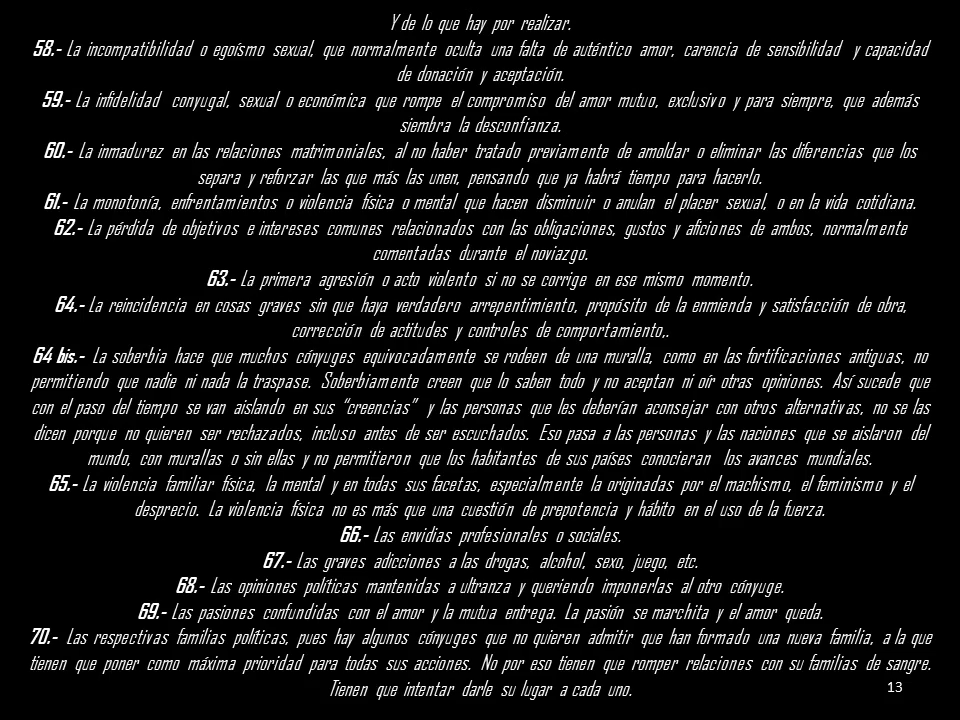 Y de lo que hay por realizar.
58.- La incompatibilidad o egoísmo sexual, que normalmente oculta una falta de auténtico amor, carencia de sensibilidad y capacidad
de donación y aceptación.
59.- La infidelidad conyugal, sexual o económica que rompe el compromiso del amor mutuo, exclusivo y para siempre, que además
siembra la desconfianza.
60.- La inmadurez en las relaciones matrimoniales, al no haber tratado previamente de amoldar o eliminar las diferencias que los
separa y reforzar las que más las unen, pensando que ya habrá tiempo para hacerlo.
61.- La monotonía, enfrentamientos o violencia física o mental que hacen disminuir o anulan el placer sexual, o en la vida cotidiana.
62.- La pérdida de objetivos e intereses comunes relacionados con las obligaciones, gustos y aficiones de ambos, normalmente
comentadas durante el noviazgo.
63.- La primera agresión o acto violento si no se corrige en ese mismo momento.
64.- La reincidencia en cosas graves sin que haya verdadero arrepentimiento, propósito de la enmienda y satisfacción de obra,
corrección de actitudes y controles de comportamiento,.
64 bis.- La soberbia hace que muchos cónyuges equivocadamente se rodeen de una muralla, como en las fortificaciones antiguas, no
permitiendo que nadie ni nada la traspase. Soberbiamente creen que lo saben todo y no aceptan ni oír otras opiniones. Así sucede que
con el paso del tiempo se van aislando en sus "creencias" y las personas que les deberían aconsejar con otros alternativas, no se las
dicen porque no quieren ser rechazados, incluso antes de ser escuchados. Eso pasa a las personas y las naciones que se aislaron del
mundo, con murallas o sin ellas y no permitieron que los habitantes de sus países conocieran los avances mundiales.
65.- La violencia familiar física, la mental y en todas sus facetas, especialmente la originadas por el machismo, el feminismo y el
desprecio. La violencia física no es más que una cuestión de prepotencia y hábito en el uso de la fuerza.
66.- Las envidias profesionales o sociales.
67.- Las graves adicciones a las drogas, alcohol, sexo, juego, etc.
68.- Las opiniones políticas mantenidas a ultranza y queriendo imponerlas al otro cónyuge.
69.- Las pasiones confundidas con el amor y la mutua entrega. La pasión se marchita y el amor queda.
70.- Las respectivas familias políticas, pues hay algunos cónyuges que no quieren admitir que han formado una nueva familia, a la que
tienen que poner como máxima prioridad para todas sus acciones. No por eso tienen que romper relaciones con su familias de sangre.
Tienen que intentar darle su lugar a cada uno.
13